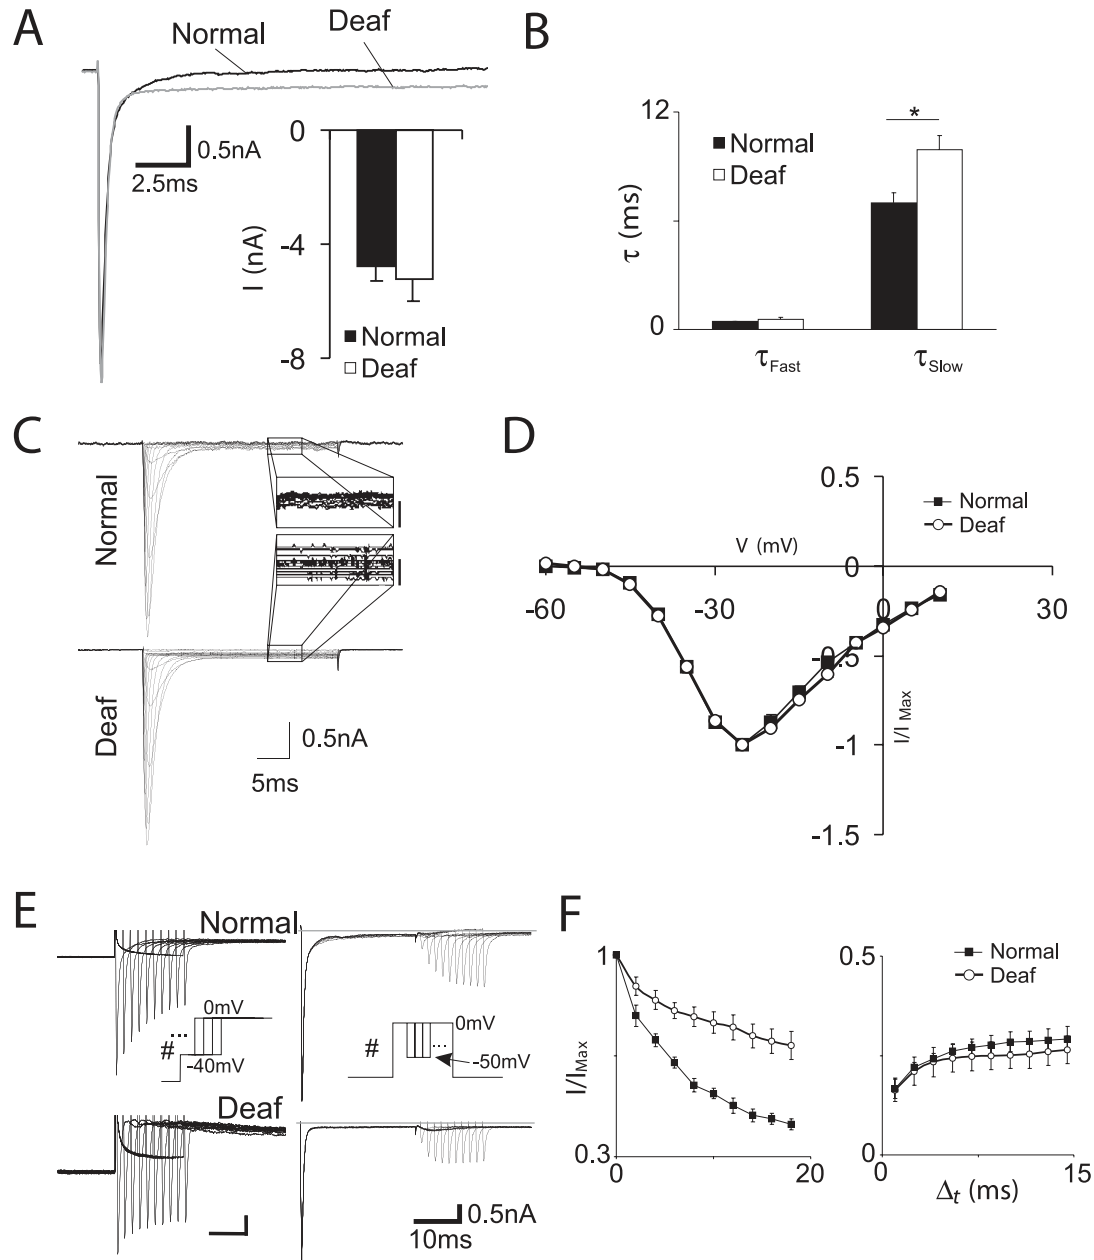 A
Normal
Deaf
0.5nA
2.5ms
0
-4
-8
I (nA)
Normal
Deaf
B
12
0
τ (ms)
Normal
Deaf
*
τFast
τSlow
C
Normal
Deaf
0.5nA
5ms
D
0.5
0
-0.5
-1
-1.5
V (mV)
-60
-30
0
30
I/I Max
Normal
Deaf
E
Normal
0mV
...
#
-40mV
0mV
#
...
-50mV
Deaf
0.5nA
10ms
F
1
0.3
I/IMax
0
20
Normal
Deaf
0.5
0
0
15
Δt (ms)